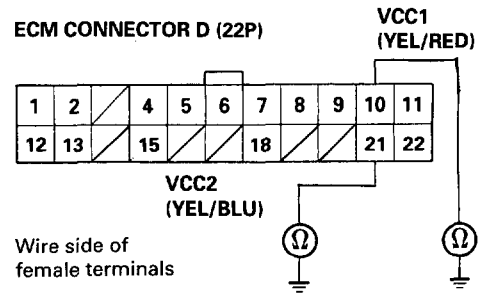 ECM CONNECTOR D (22P)
VCC1
(YEL/RED)
1 2 4 5 6 7 8 9 10 11
12 13 15 18 21 22
VCC2
(YEL/BLU)
Ω Ω
Wire side of
female terminals